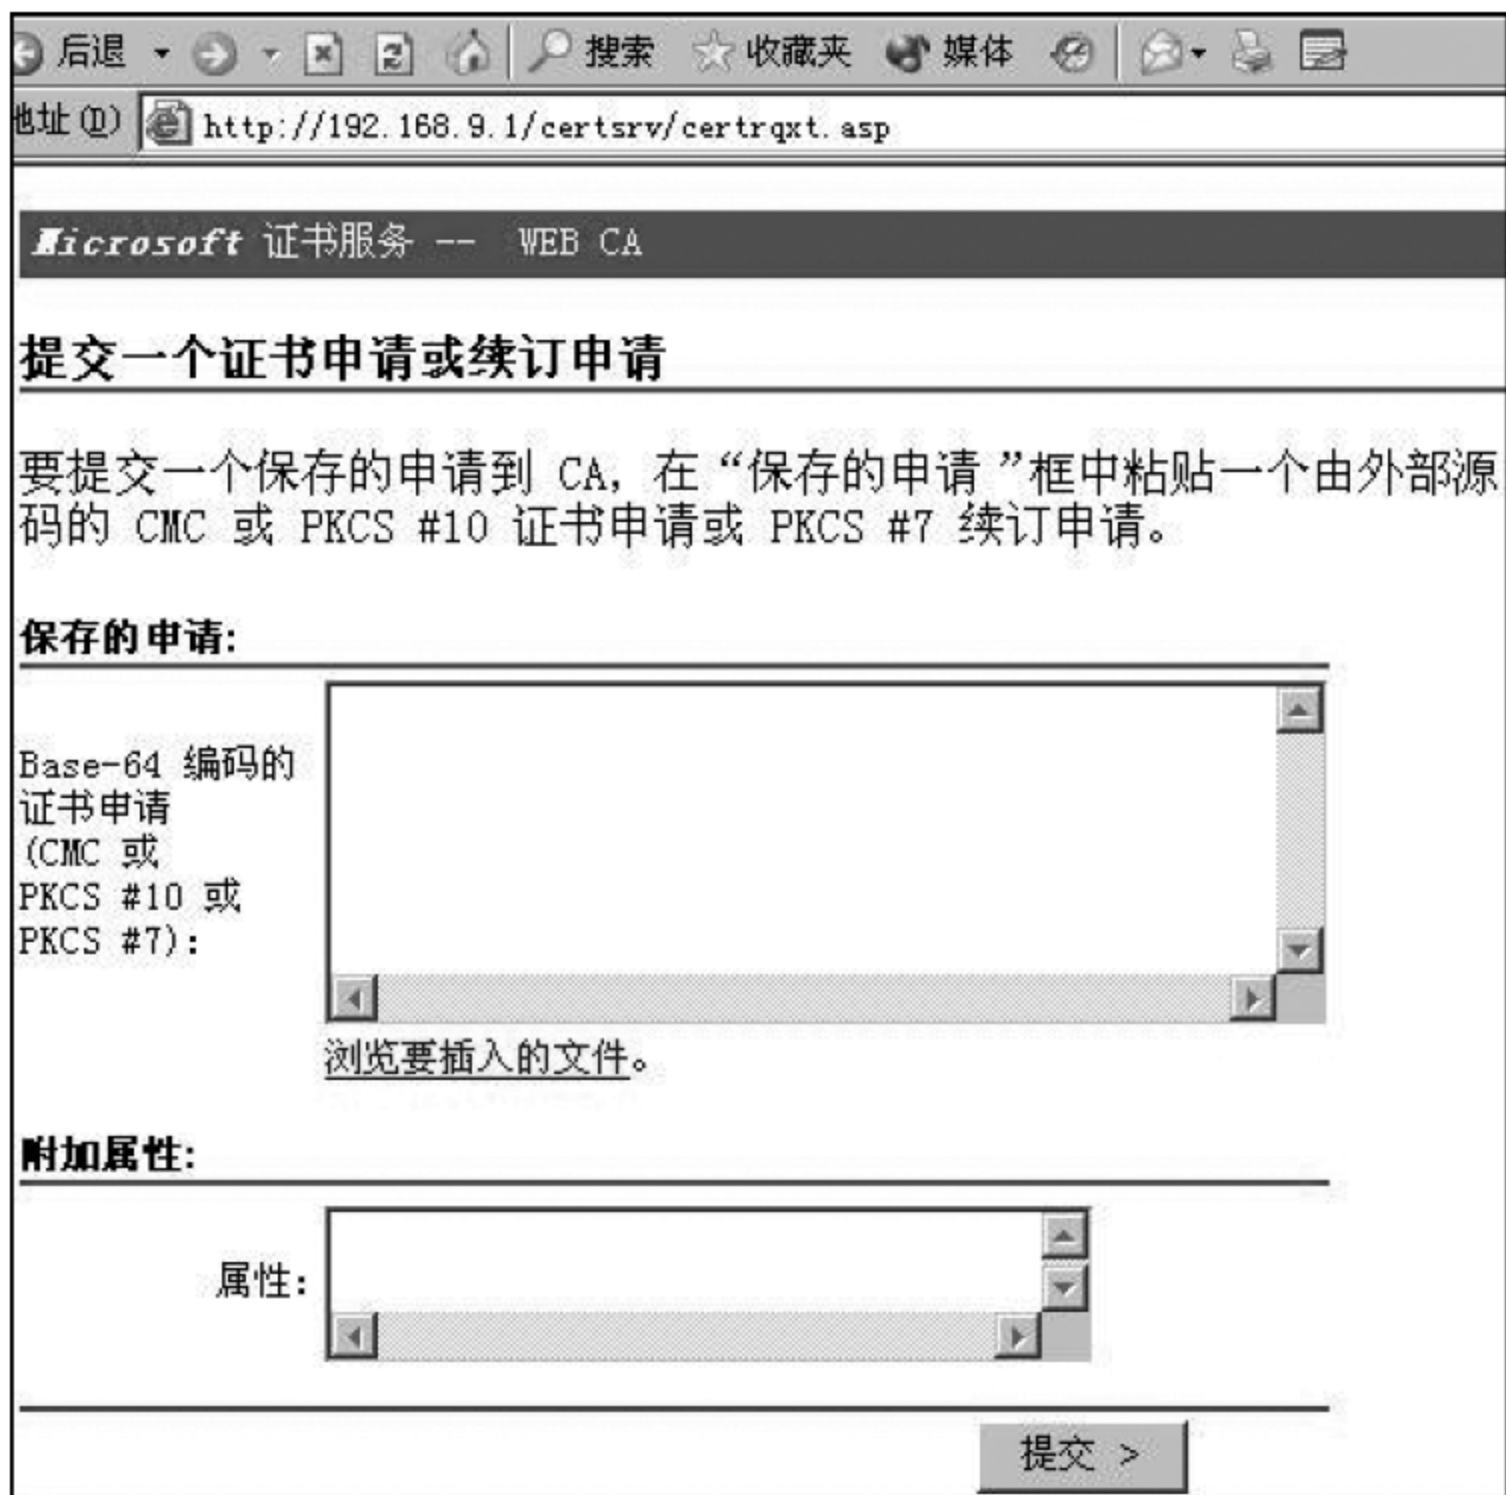 后退 搜索 收藏夹 媒体
地址(D) http://192.168.9.1/certsrv/certrqxt.asp
Microsoft 证书服务 -- WEB CA
提交一个证书申请或续订申请
要提交一个保存的申请到 CA, 在“保存的申请”框中粘贴一个由外部源
码的 CMC 或 PKCS #10 证书申请或 PKCS #7 续订申请。
保存的申请:
Base-64 编码的
证书申请
(CMC 或
PKCS #10 或
PKCS #7):
浏览要插入的文件。
附加属性:
属性:
提交 >